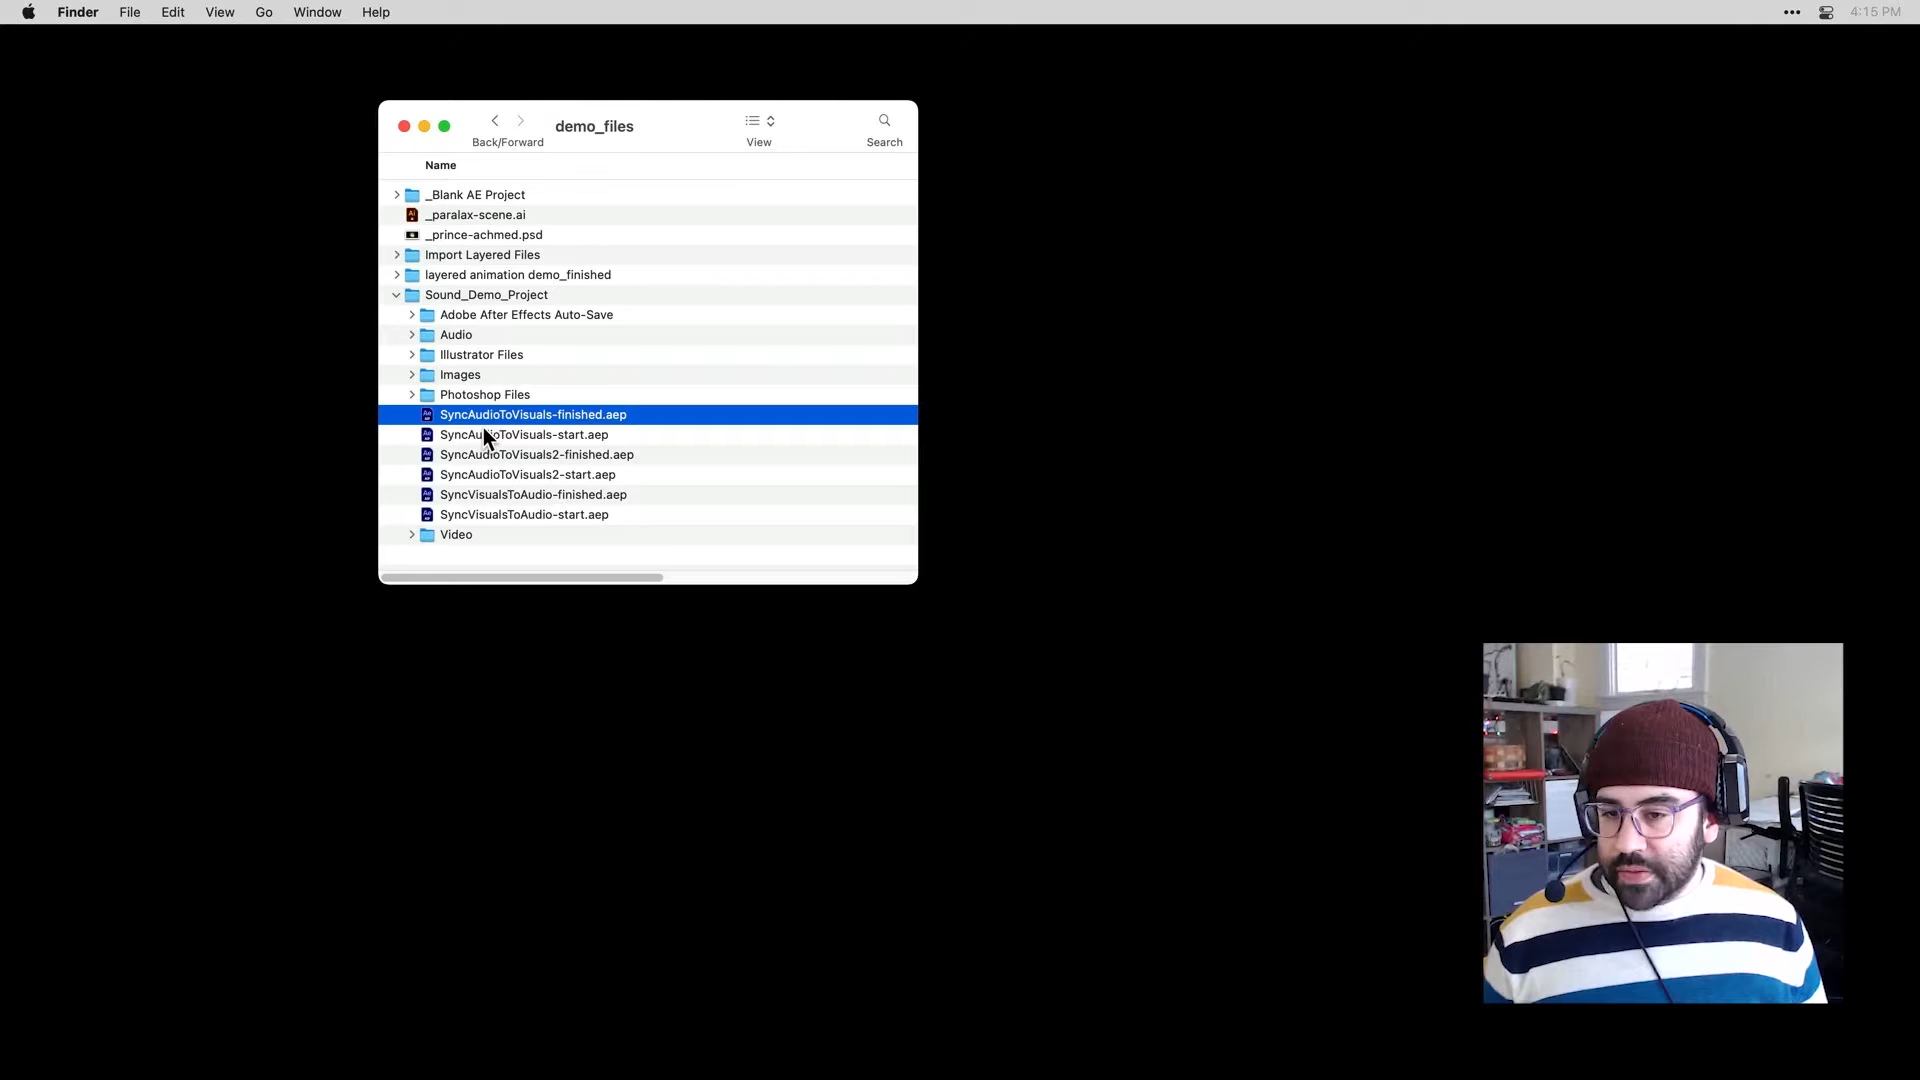 Finder File Edit View Go Window Help 4:15 PM
demo_files
Back/Forward View Search
Name
_Blank AE Project
_paralax-scene.ai
_prince-achmed.psd
Import Layered Files
layered animation demo_finished
Sound_Demo_Project
Adobe After Effects Auto-Save
Audio
Illustrator Files
Images
Photoshop Files
SyncAudioToVisuals-finished.aep
SyncAudioToVisuals-start.aep
SyncAudioToVisuals2-finished.aep
SyncAudioToVisuals2-start.aep
SyncVisualsToAudio-finished.aep
SyncVisualsToAudio-start.aep
Video